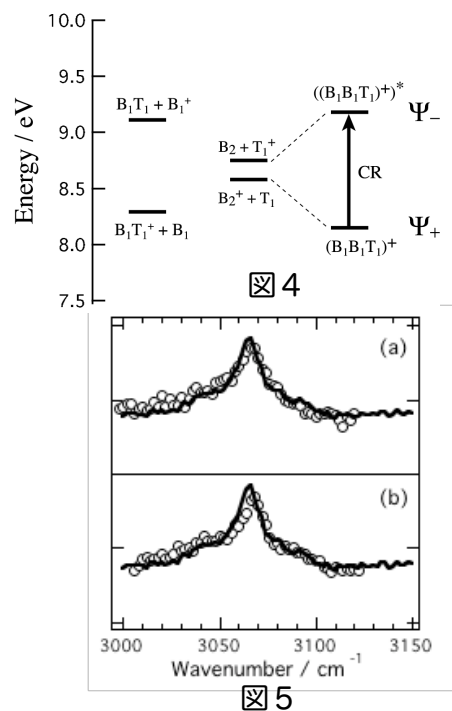 10.0
9.5
9.0
8.5
8.0
7.5
Energy / eV
B₁T₁ + B₁⁺
B₁T₁⁺ + B₁
B₂ + T₁⁺
B₂⁺ + T₁
((B₁B₁T₁)⁺)*
Ψ₋
CR
Ψ₊
(B₁B₁T₁)⁺
図４
(a)
(b)
3000 3050 3100 3150
Wavenumber / cm⁻¹
図５